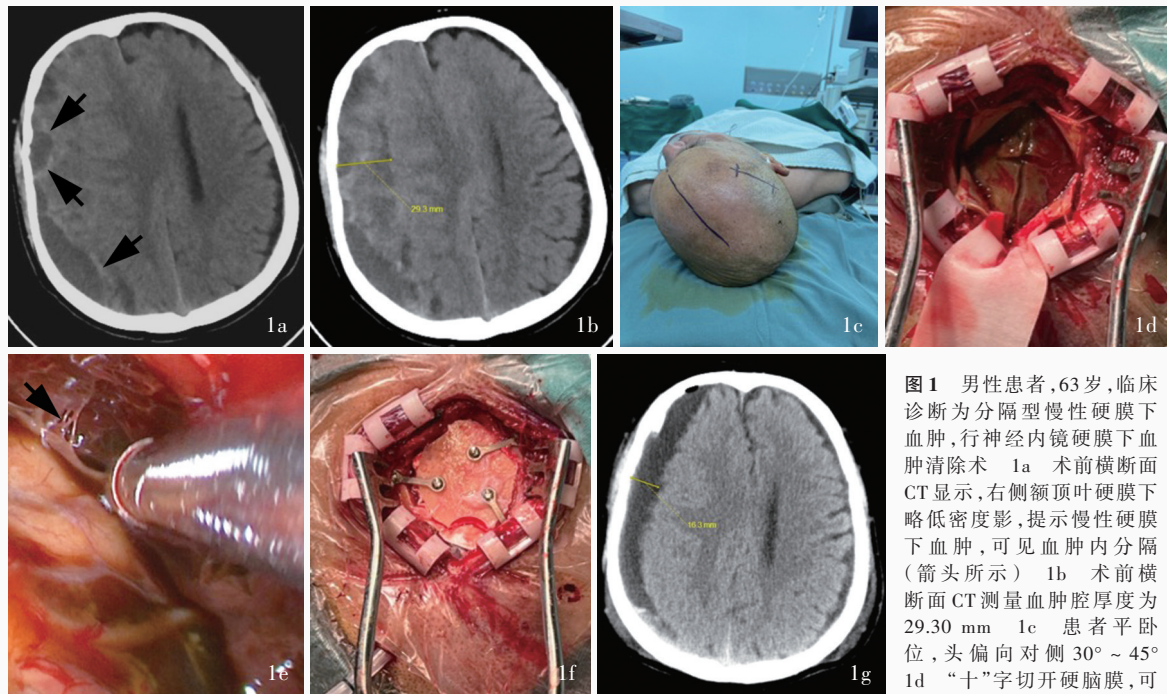 1a
29.3 mm
1b
1c
1d
1e
1f
16.3 mm
1g
图1 男性患者,63岁,临床
诊断为分隔型慢性硬膜下
血肿,行神经内镜硬膜下血
肿清除术 1a 术前横断面
CT显示,右侧额顶叶硬膜下
略低密度影,提示慢性硬膜
下血肿,可见血肿内分隔
(箭头所示) 1b 术前横
断面CT测量血肿腔厚度为
29.30 mm 1c 患者平卧
位,头偏向对侧30°~45°
1d “十”字切开硬脑膜,可